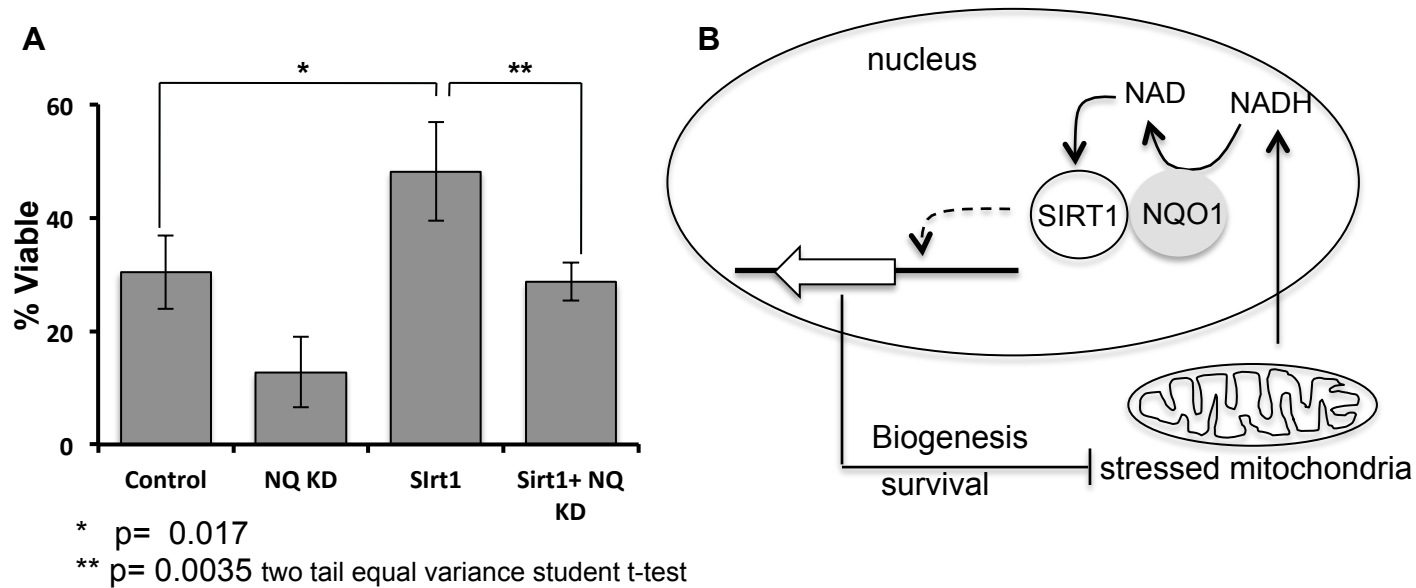 A
* **
60
40
20
0
% Viable
Control NQ KD SIrt1 Sirt1+ NQ
KD
* p= 0.017
** p= 0.0035 two tail equal variance student t-test
B
nucleus
NAD NADH
SIRT1 NQO1
Biogenesis
survival
stressed mitochondria